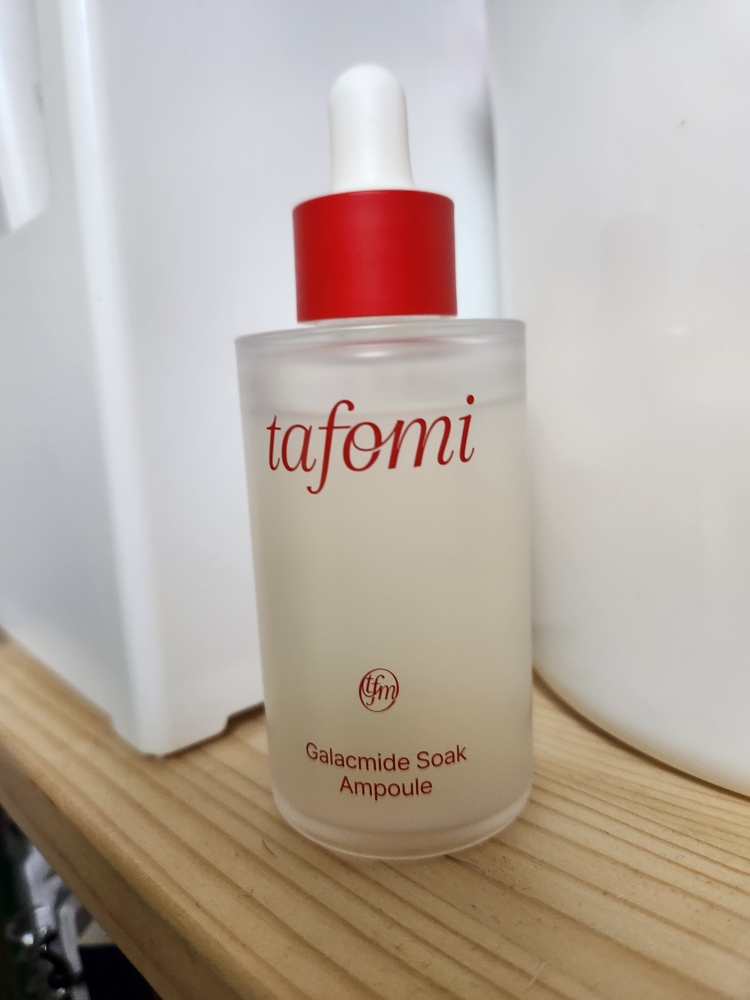 tafomi
tfm
Galacmide Soak
Ampoule